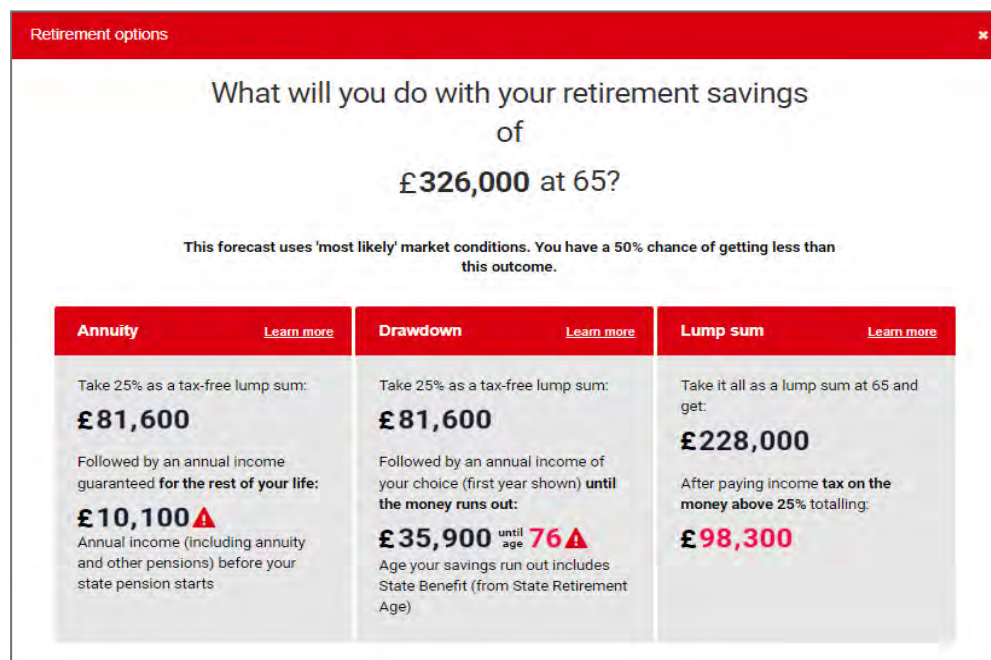 Retirement options
What will you do with your retirement savings
of
£326,000 at 65?
This forecast uses 'most likely' market conditions. You have a 50% chance of getting less than
this outcome.
Annuity Learn more
Take 25% as a tax-free lump sum:
£81,600
Followed by an annual income
guaranteed for the rest of your life:
£10,100
Annual income (including annuity
and other pensions) before your
state pension starts
Drawdown Learn more
Take 25% as a tax-free lump sum:
£81,600
Followed by an annual income of
your choice (first year shown) until
the money runs out:
£35,900 until age 76
Age your savings run out includes
State Benefit (from State Retirement
Age)
Lump sum Learn more
Take it all as a lump sum at 65 and
get:
£228,000
After paying income tax on the
money above 25% totalling:
£98,300